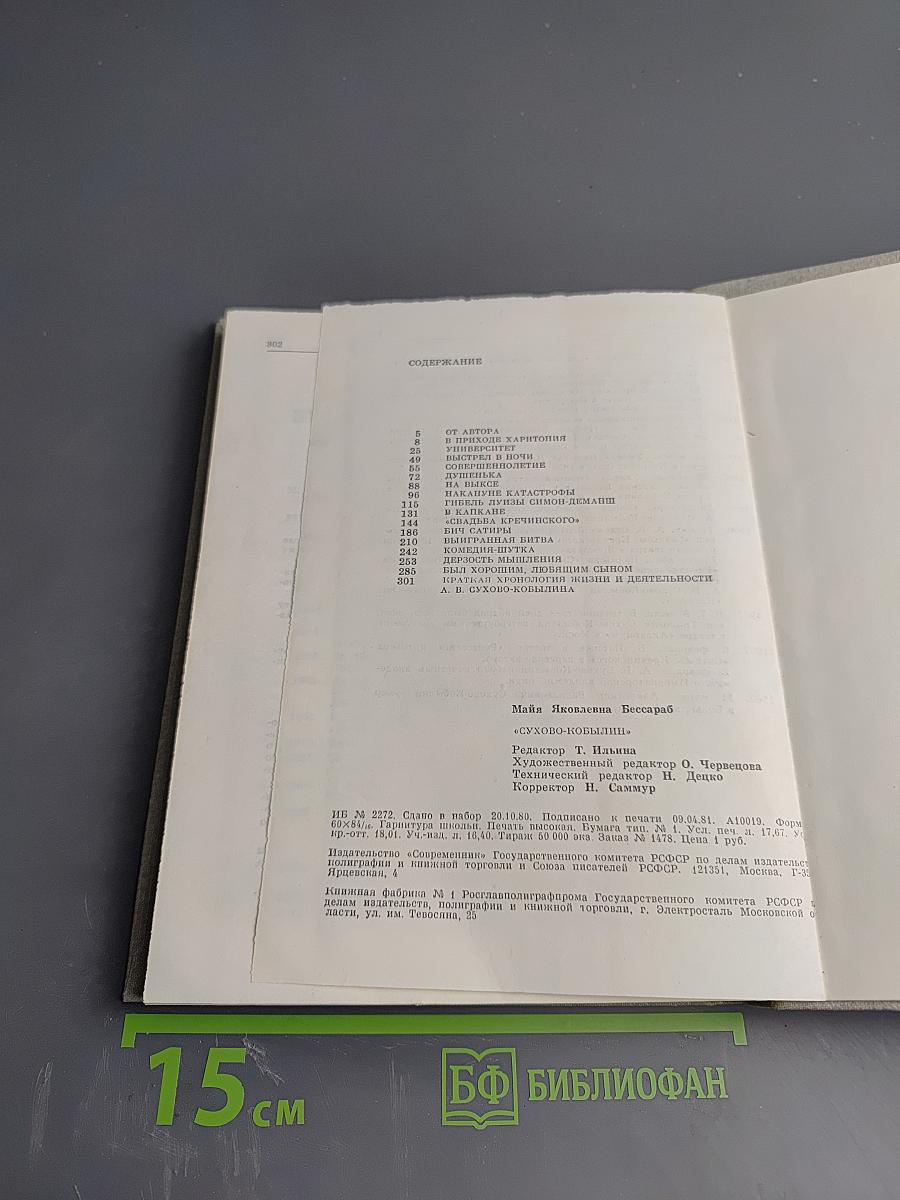 302
СОДЕРЖАНИЕ
5 ОТ АВТОРА
8 В ПРИХОДЕ ХАРИТОНИЯ
25 УНИВЕРСИТЕТ
49 ВЫСТРЕЛ В НОЧИ
55 СОВЕРШЕННОЛЕТИЕ
72 ДУШЕНЬКА
88 НА ВЫКСЕ
96 НАКАНУНЕ КАТАСТРОФЫ
115 ГИБЕЛЬ ЛУИЗЫ СИМОН-ДЕМАНШ
131 В КАПКАНЕ
144 «СВАДЬБА КРЕЧИНСКОГО»
186 БИЧ САТИРЫ
210 ВЫИГРАННАЯ БИТВА
242 КОМЕДИЯ-ШУТКА
253 ДЕРЗОСТЬ МЫШЛЕНИЯ
285 БЫЛ ХОРОШИМ, ЛЮБЯЩИМ СЫНОМ
301 КРАТКАЯ ХРОНОЛОГИЯ ЖИЗНИ И ДЕЯТЕЛЬНОСТИ
А. В. СУХОВО-КОБЫЛИНА
Майя Яковлевна Бессараб
«СУХОВО-КОБЫЛИН»
Редактор Т. Ильина
Художественный редактор О. Червецова
Технический редактор Н. Децко
Корректор Н. Саммур
ИБ № 2272. Сдано в набор 20.10.80. Подписано к печати 09.04.81. А10019. Форм
60×84/16. Гарнитура школьн. Печать высокая. Бумага тип. № 1. Усл. печ. л. 17,67. Ус
кр.-отт. 18,01. Уч.-изд. л. 16,40. Тираж 50 000 экз. Заказ № 1478. Цена 1 руб.
Издательство «Современник» Государственного комитета РСФСР по делам издательст
полиграфии и книжной торговли и Союза писателей РСФСР. 121351, Москва, Г-35
Ярцевская, 4
Книжная фабрика № 1 Росглавполиграфпрома Государственного комитета РСФСР
делам издательств, полиграфии и книжной торговли, г. Электросталь Московской о
ласти, ул. им. Тевосяна, 25
15 см
БФ БИБЛИОФАН